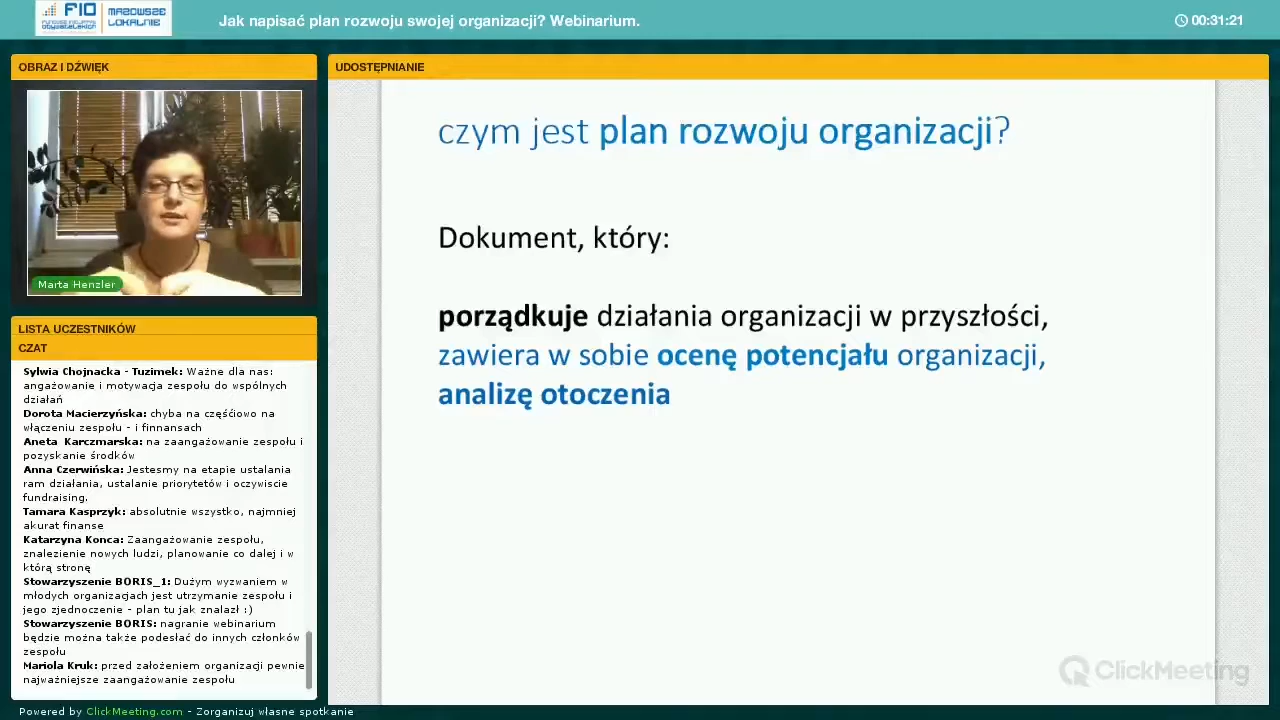 FIO
fundusz inicjatyw
obywatelskich
MAZOWSZE
LOKALNIE
Jak napisać plan rozwoju swojej organizacji? Webinarium.
00:31:21
OBRAZ I DŹWIĘK
Marta Henzler
LISTA UCZESTNIKÓW
CZAT
Sylwia Chojnacka - Tuzimek: Ważne dla nas:
angażowanie i motywacja zespołu do wspólnych
działań
Dorota Macierzyńska: chyba na częśćiowo na
włączeniu zespołu - i finnansach
Aneta Karczmarska: na zaangażowanie zespołu i
pozyskanie środków
Anna Czerwińska: Jestesmy na etapie ustalania
ram działania, ustalanie priorytetów i oczywiscie
fundraising.
Tamara Kasprzyk: absolutnie wszystko, najmniej
akurat finanse
Katarzyna Konca: Zaangażowanie zespołu,
znalezienie nowych ludzi, planowanie co dalej i w
którą stronę
Stowarzyszenie BORIS_1: Dużym wyzwaniem w
młodych organizacjach jest utrzymanie zespołu i
jego zjednoczenie - plan tu jak znalazł :)
Stowarzyszenie BORIS: nagranie webinarium
będzie można także podesłać do innych członków
zespołu
Mariola Kruk: przed założeniem organizacji pewnie
najważniejsze zaangażowanie zespołu
UDOSTĘPNIANIE
czym jest plan rozwoju organizacji?
Dokument, który:
porządkuje działania organizacji w przyszłości,
zawiera w sobie ocenę potencjału organizacji,
analizę otoczenia
ClickMeeting
Powered by ClickMeeting.com - Zorganizuj własne spotkanie